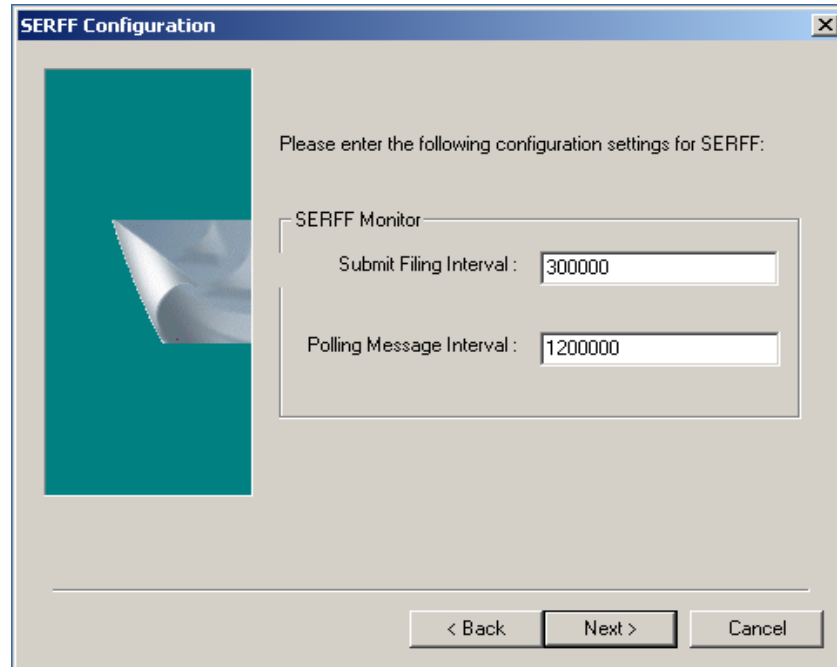 SERFF Configuration
Please enter the following configuration settings for SERFF:
SERFF Monitor
Submit Filing Interval : 300000
Polling Message Interval : 1200000
< Back Next > Cancel